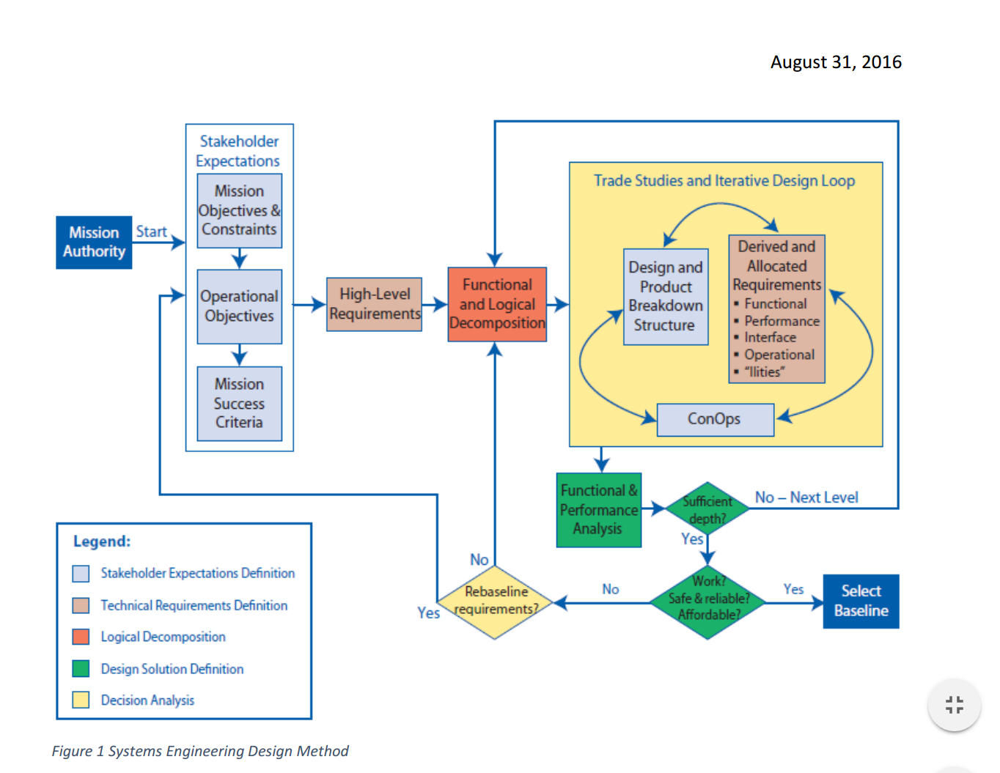 August 31, 2016
Stakeholder
Expectations
Mission
Objectives &
Constraints
Mission
Authority
Start
Operational
Objectives
Mission
Success
Criteria
High-Level
Requirements
Functional
and Logical
Decomposition
Trade Studies and Iterative Design Loop
Design and
Product
Breakdown
Structure
Derived and
Allocated
Requirements
▪ Functional
▪ Performance
▪ Interface
▪ Operational
▪ “Ilities”
ConOps
Functional &
Performance
Analysis
Sufficient
depth?
No – Next Level
Yes
Work?
Safe & reliable?
Affordable?
Yes
Select
Baseline
No
Rebaseline
requirements?
No
Yes
Legend:
Stakeholder Expectations Definition
Technical Requirements Definition
Logical Decomposition
Design Solution Definition
Decision Analysis
Figure 1 Systems Engineering Design Method